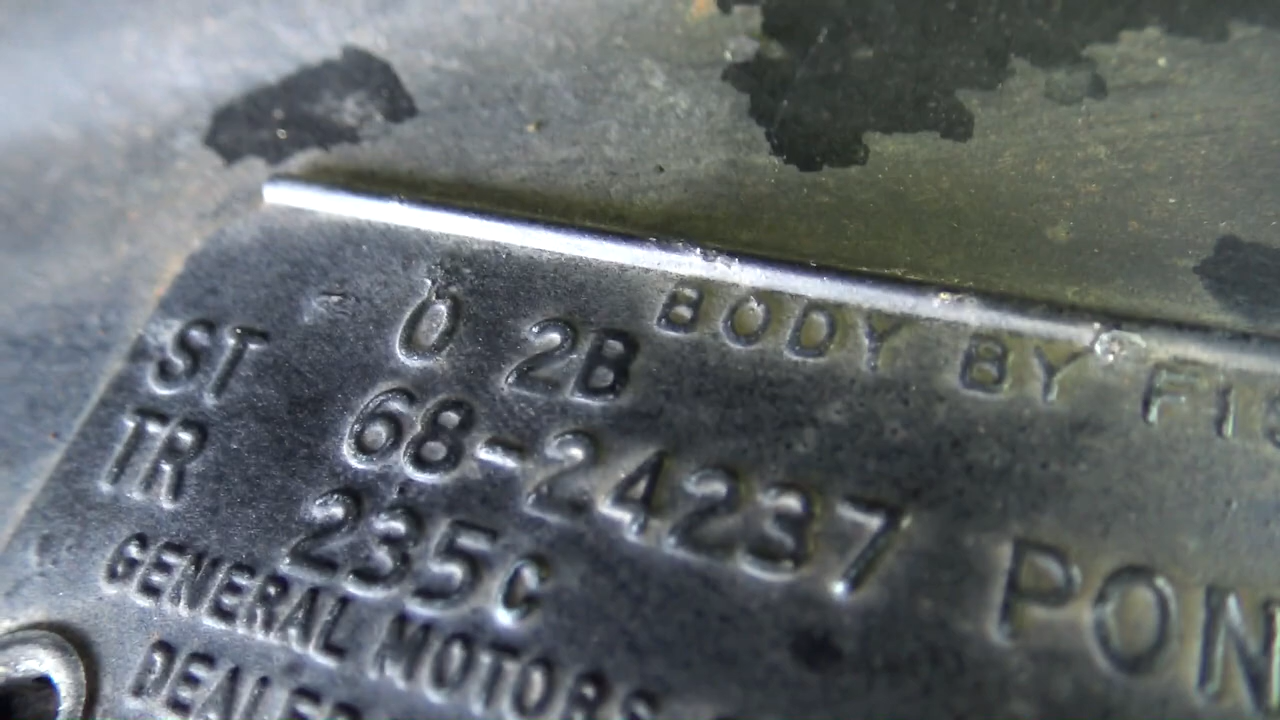 BODY BY
0 2B
ST 68-24237 PON
TR 235C
GENERAL MOTORS